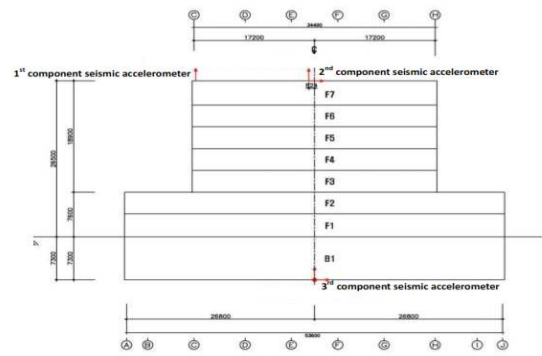 C D E F G H
34400
17200 17200
1st component seismic accelerometer
2nd component seismic accelerometer
F7
F6
F5
F4
F3
F2
F1
B1
18900
26500
7600
7300
7300
3rd component seismic accelerometer
26800 26800
53600
A B C D E F G H I J